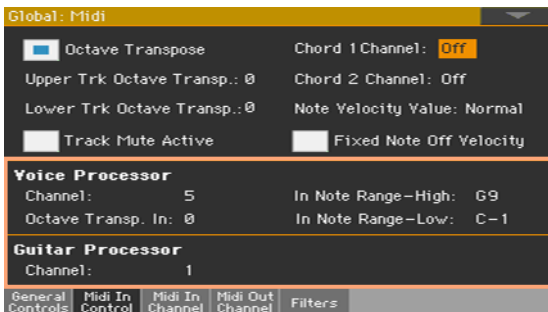 Global: Midi
Octave Transpose Chord 1 Channel: Off
Upper Trk Octave Transp.: 0 Chord 2 Channel: Off
Lower Trk Octave Transp.: 0 Note Velocity Value: Normal
Track Mute Active Fixed Note Off Velocity
Voice Processor
Channel: 5 In Note Range-High: G9
Octave Transp. In: 0 In Note Range-Low: C-1
Guitar Processor
Channel: 1
General Controls Midi In Control Midi In Channel Midi Out Channel Filters